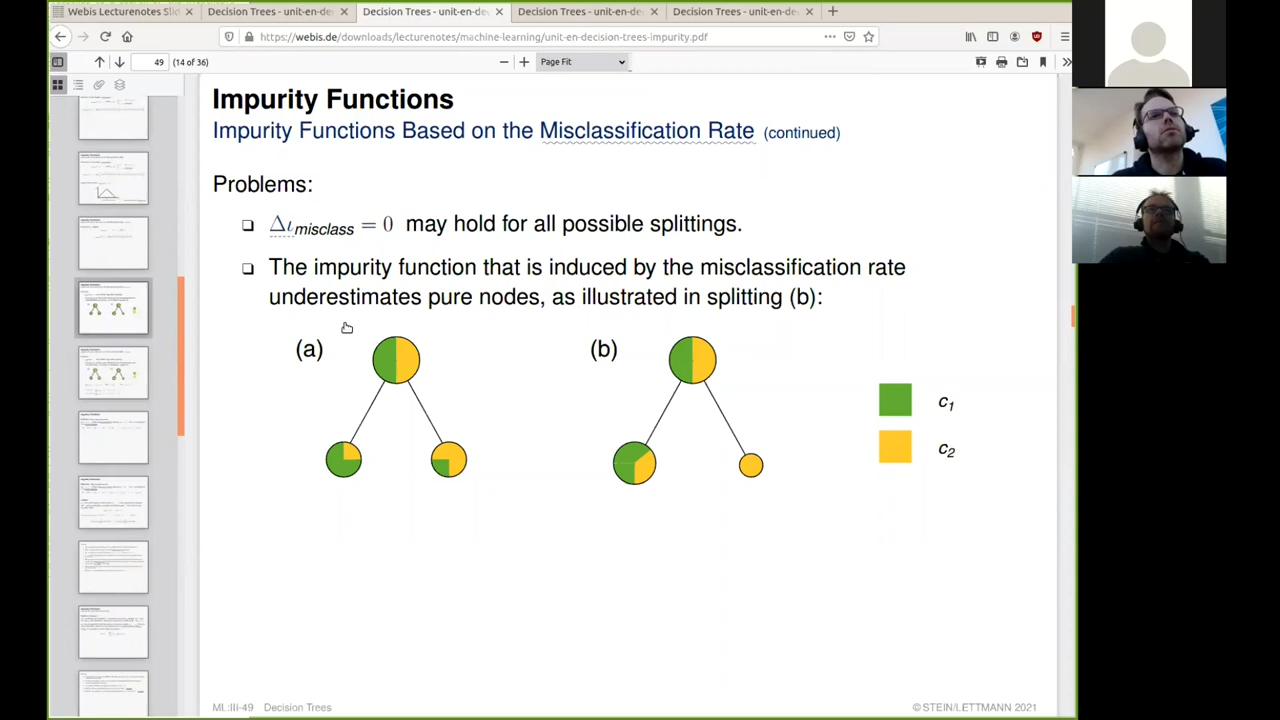 Webis Lecturenotes Sli
Decision Trees - unit-en-de
Decision Trees - unit-en-de
Decision Trees - unit-en-de
Decision Trees - unit-en-de
https://webis.de/downloads/lecturenotes/machine-learning/unit-en-decision-trees-impurity.pdf
49 (14 of 36)
Page Fit
Impurity Functions
Impurity Functions Based on the Misclassification Rate (continued)
Problems:
❑ Δι_misclass = 0 may hold for all possible splittings.
❑ The impurity function that is induced by the misclassification rate
underestimates pure nodes, as illustrated in splitting (b):
(a)
(b)
c1
c2
ML:III-49 Decision Trees
© STEIN/LETTMANN 2021